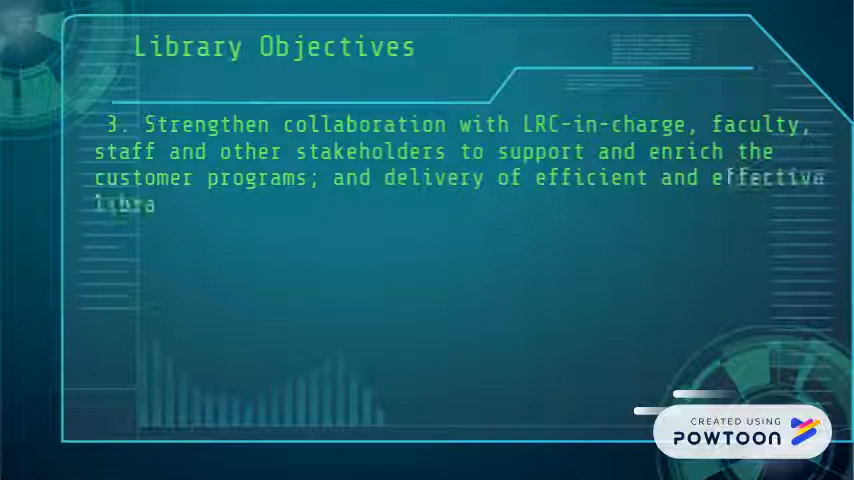 Library Objectives
3. Strengthen collaboration with LRC-in-charge, faculty,
staff and other stakeholders to support and enrich the
customer programs; and delivery of efficient and effective
libra
CREATED USING
POWTOON